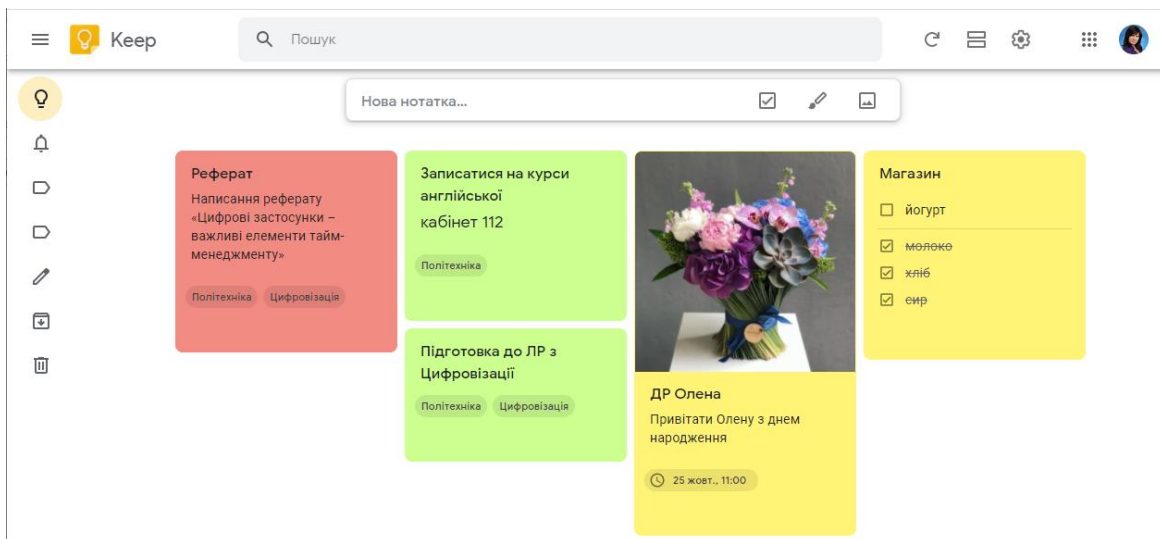 Keep
Пошук
Нова нотатка...
Реферат
Написання реферату
«Цифрові застосунки –
важливі елементи тайм-
менеджменту»
Політехніка Цифровізація
Записатися на курси
англійської
кабінет 112
Політехніка
Підготовка до ЛР з
Цифровізації
Політехніка Цифровізація
ДР Олена
Привітати Олену з днем
народження
25 жовт., 11:00
Магазин
йогурт
молоко
хліб
сир